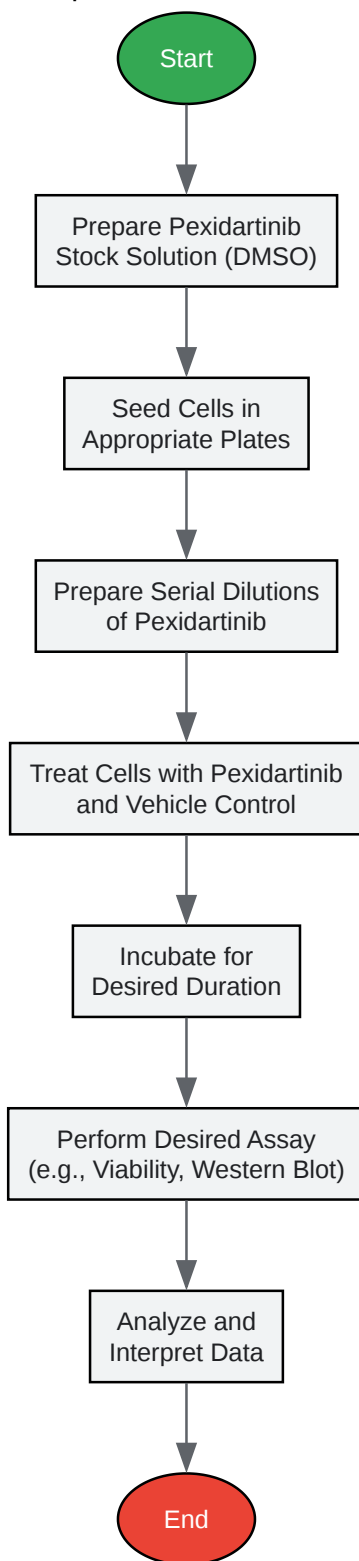 Start
Prepare Pexidartinib
Stock Solution (DMSO)
Seed Cells in
Appropriate Plates
Prepare Serial Dilutions
of Pexidartinib
Treat Cells with Pexidartinib
and Vehicle Control
Incubate for
Desired Duration
Perform Desired Assay
(e.g., Viability, Western Blot)
Analyze and
Interpret Data
End